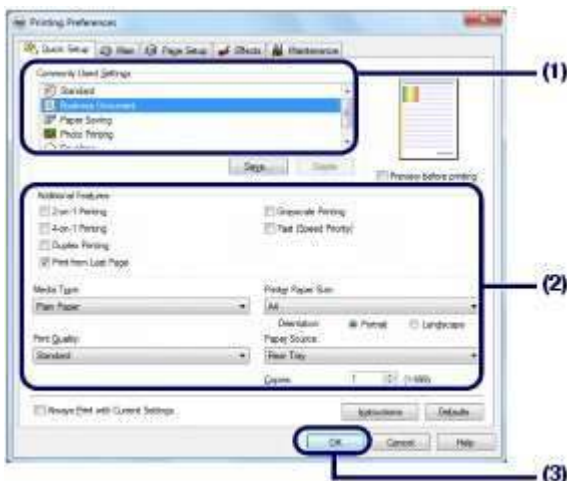 Printing Preferences
Quick Setup Main Page Setup Effects Maintenance
Commonly Used Settings
(1)
Standard
Business Document
Paper Saving
Photo Printing
Save... Delete
Preview before printing
Additional Features
2-on-1 Printing Grayscale Printing
4-on-1 Printing Fast (Speed Priority)
Duplex Printing
Print from Last Page
(2)
Media Type: Printer Paper Size:
Plain Paper A4
Orientation: Portrait Landscape
Print Quality: Paper Source:
Standard Rear Tray
Copies: 1 (1-999)
Always Print with Current Settings
Instructions Defaults
OK Cancel Help
(3)